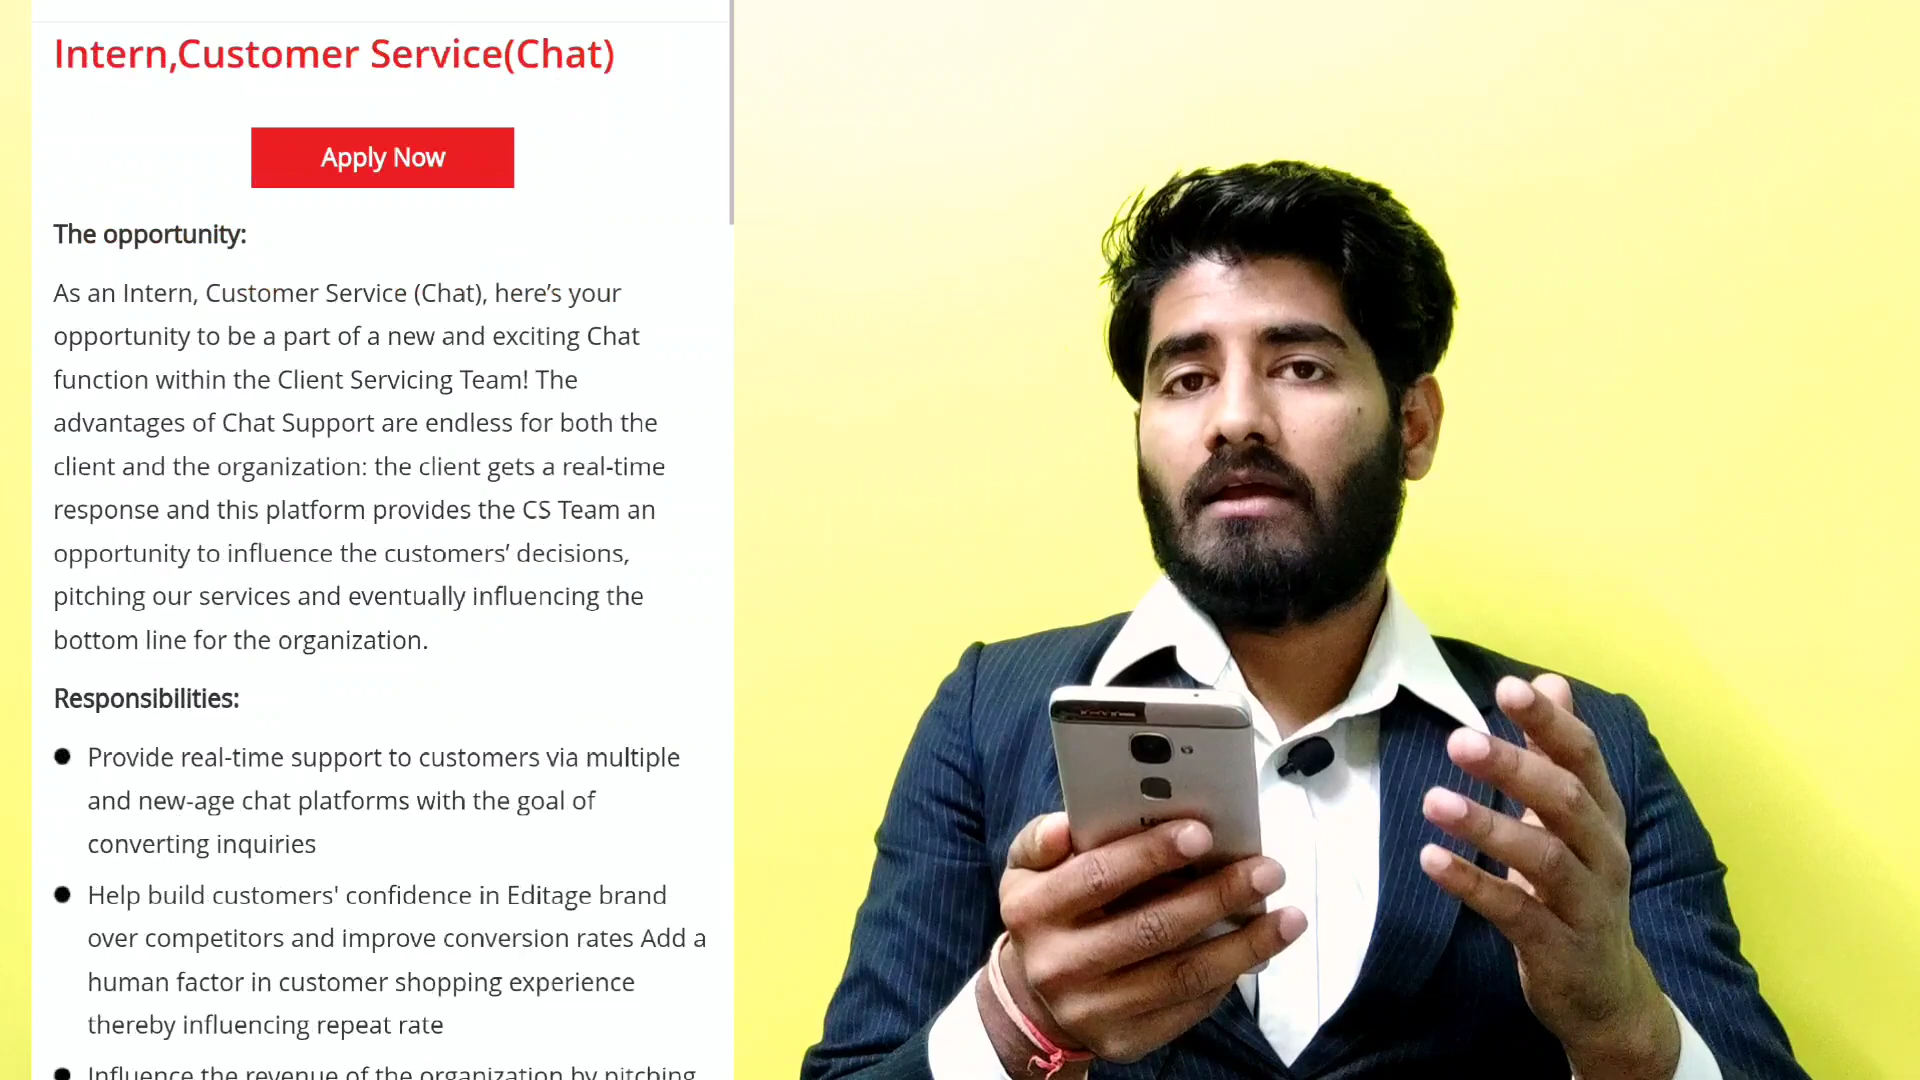 Intern,Customer Service(Chat)
Apply Now
The opportunity:
As an Intern, Customer Service (Chat), here’s your
opportunity to be a part of a new and exciting Chat
function within the Client Servicing Team! The
advantages of Chat Support are endless for both the
client and the organization: the client gets a real-time
response and this platform provides the CS Team an
opportunity to influence the customers’ decisions,
pitching our services and eventually influencing the
bottom line for the organization.
Responsibilities:
● Provide real-time support to customers via multiple
and new-age chat platforms with the goal of
converting inquiries
● Help build customers' confidence in Editage brand
over competitors and improve conversion rates Add a
human factor in customer shopping experience
thereby influencing repeat rate
● Influence the revenue of the organization by pitching